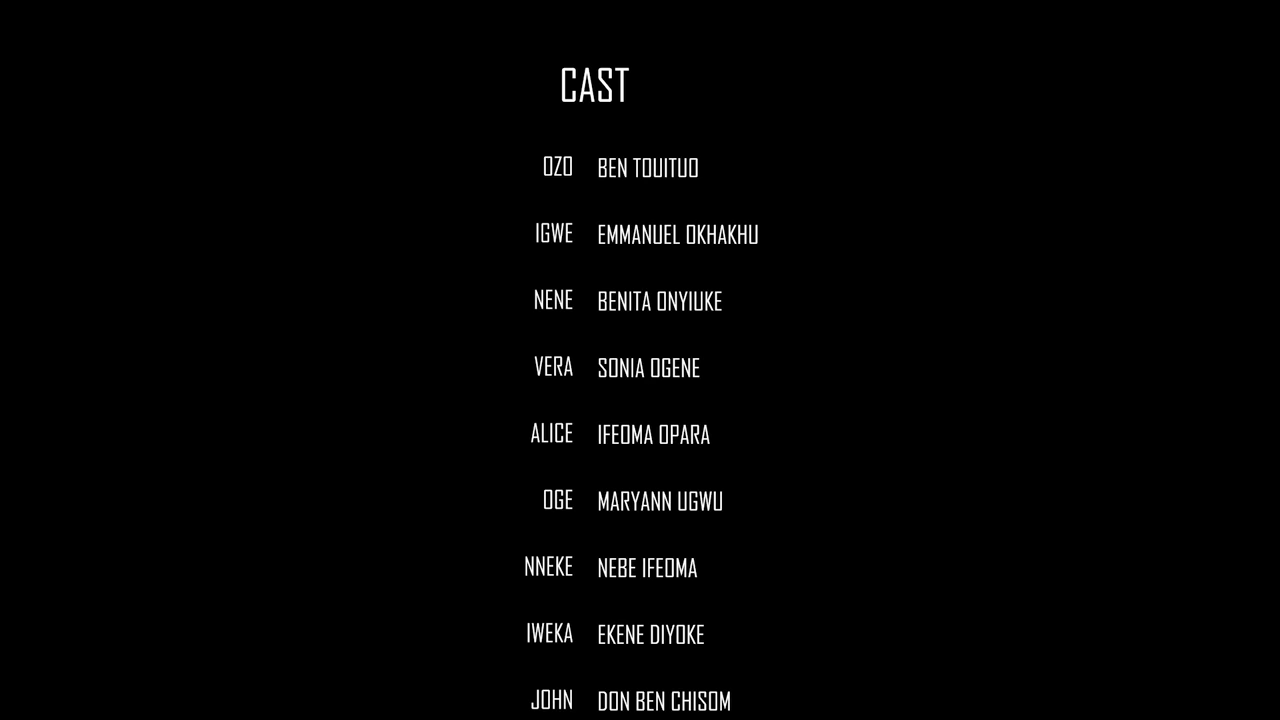 CAST
OZO BEN TOUITUO
IGWE EMMANUEL OKHAKHU
NENE BENITA ONYIUKE
VERA SONIA OGENE
ALICE IFEOMA OPARA
OGE MARYANN UGWU
NNEKE NEBE IFEOMA
IWEKA EKENE DIYOKE
JOHN DON BEN CHISOM